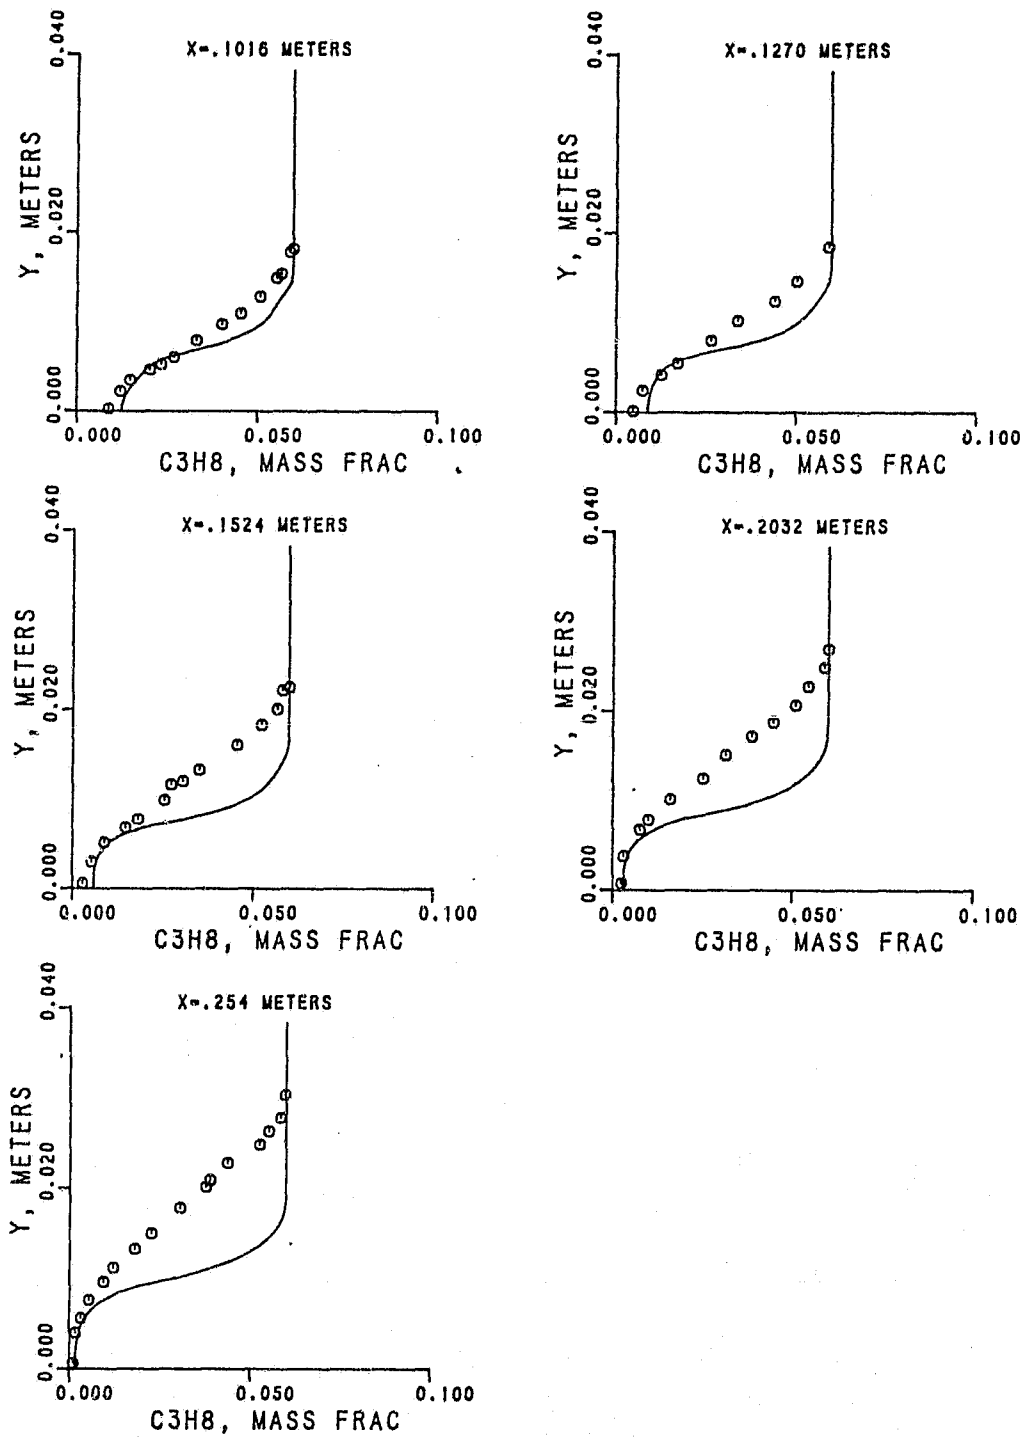 X=.1016 METERS
0.040
0.020
0.000
Y, METERS
0.000 0.050 0.100
C3H8, MASS FRAC
X=.1270 METERS
0.040
0.020
0.000
Y, METERS
0.000 0.050 0.100
C3H8, MASS FRAC
X=.1524 METERS
0.040
0.020
0.000
Y, METERS
0.000 0.050 0.100
C3H8, MASS FRAC
X=.2032 METERS
0.040
0.020
0.000
Y, METERS
0.000 0.050 0.100
C3H8, MASS FRAC
X=.254 METERS
0.040
0.020
0.000
Y, METERS
0.000 0.050 0.100
C3H8, MASS FRAC